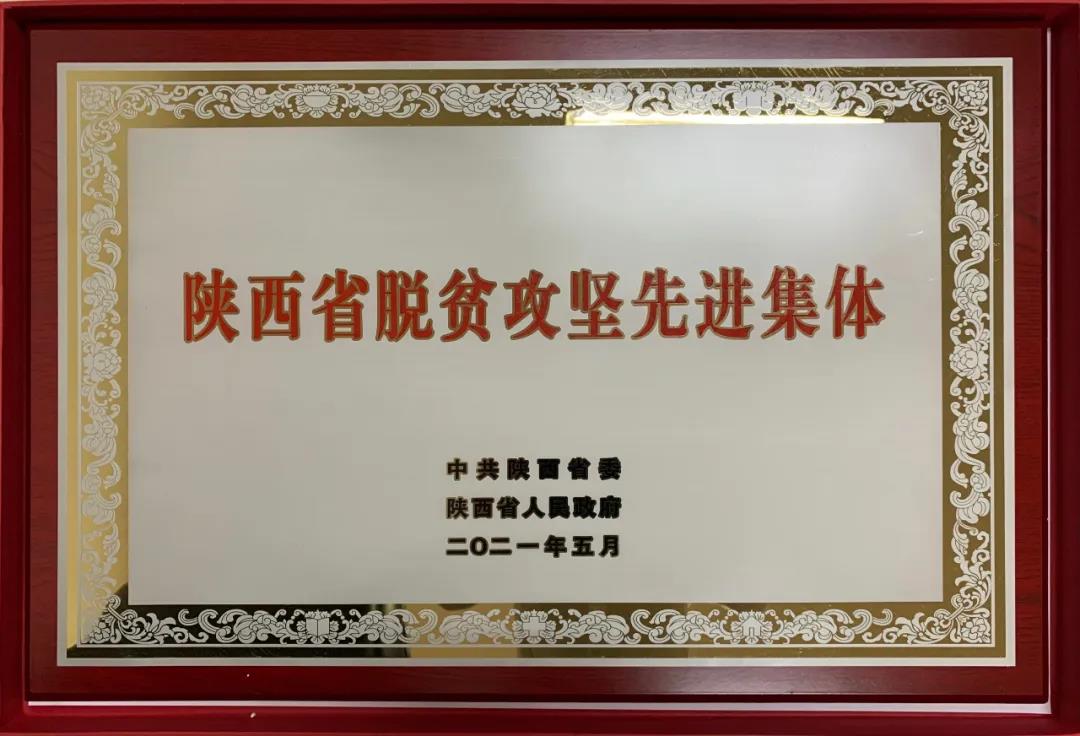 陕西省脱贫攻坚先进集体
中共陕西省委
陕西省人民政府
二〇二一年五月